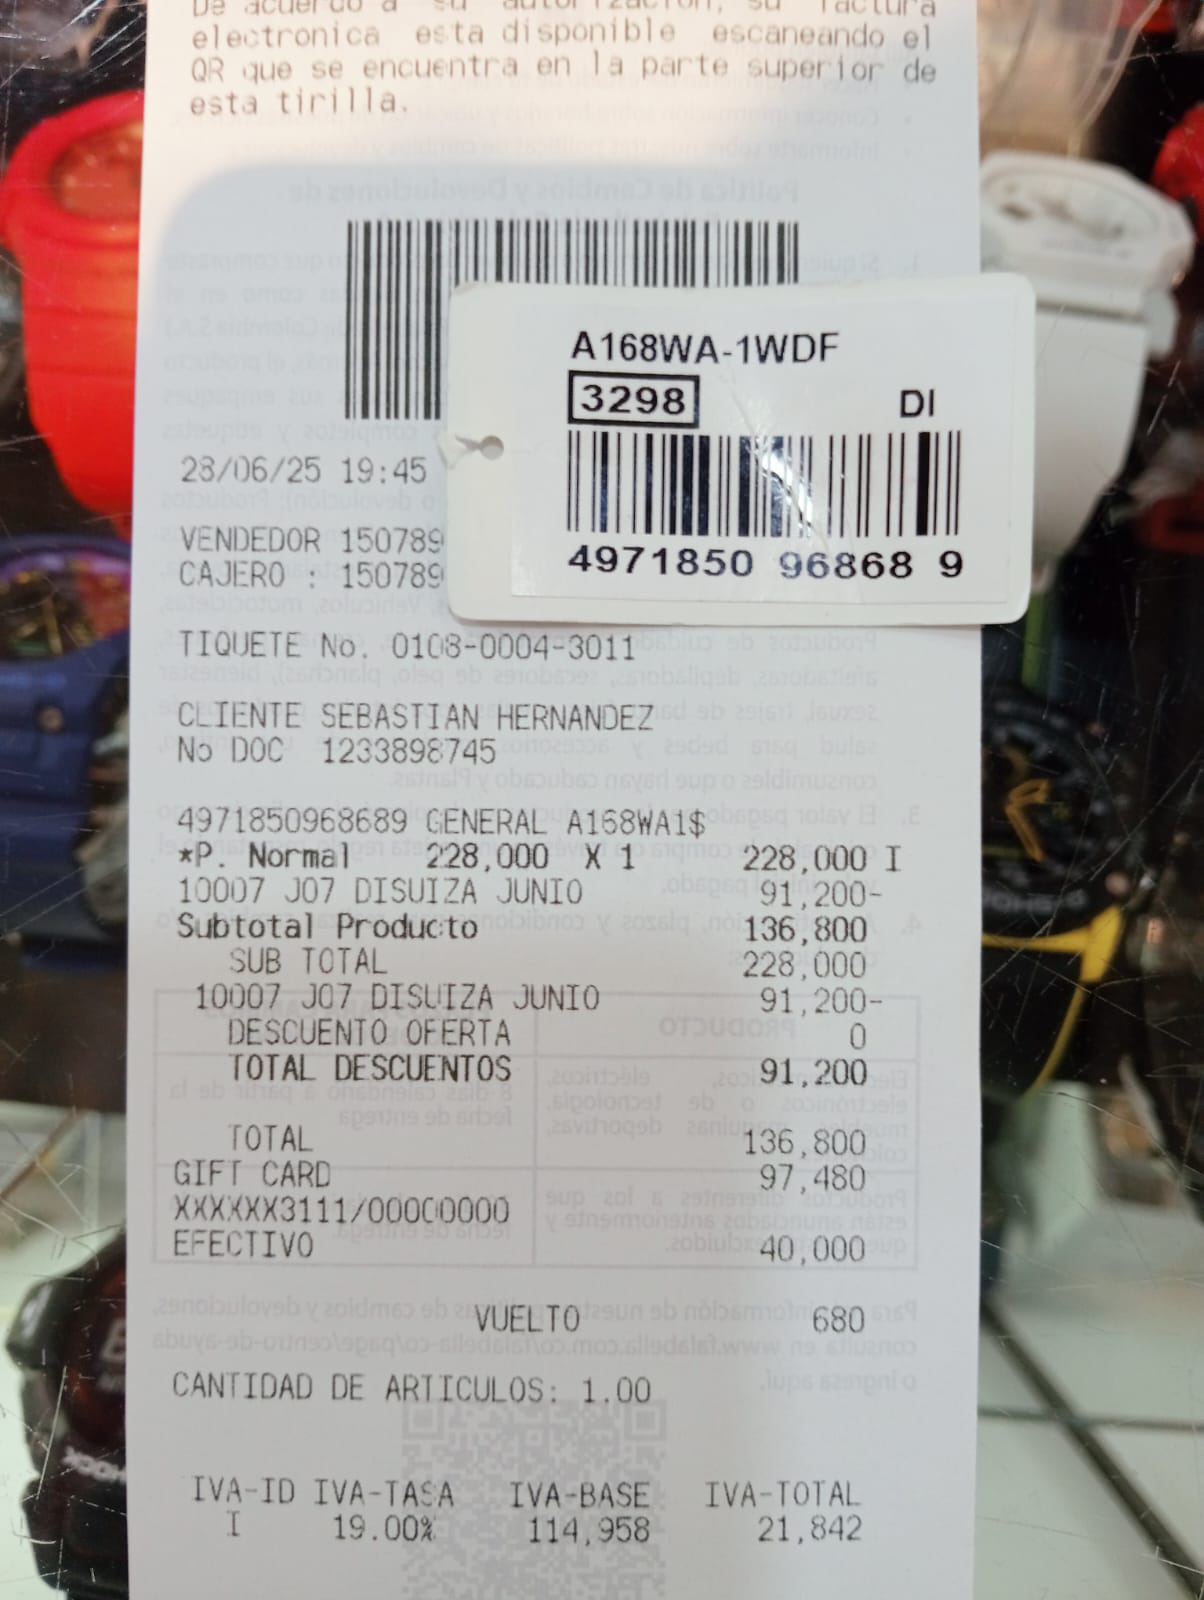 De acuerdo a su autorización, su factura
electronica esta disponible escaneando el
QR que se encuentra en la parte superior de
esta tirilla.
A168WA-1WDF
3298 DI
4971850 96868 9
28/06/25 19:45
VENDEDOR 150789
CAJERO : 150789
TIQUETE No. 0108-0004-3011
CLIENTE SEBASTIAN HERNANDEZ
No DOC 1233898745
4971850968689 GENERAL A168WA1$
*P. Normal 228,000 X 1 228,000 I
10007 J07 DISUIZA JUNIO 91,200-
Subtotal Producto 136,800
SUB TOTAL 228,000
10007 J07 DISUIZA JUNIO 91,200-
DESCUENTO OFERTA 0
TOTAL DESCUENTOS 91,200
TOTAL 136,800
GIFT CARD 97,480
XXXXXX3111/00000000
EFECTIVO 40,000
VUELTO 680
CANTIDAD DE ARTICULOS: 1.00
IVA-ID IVA-TASA IVA-BASE IVA-TOTAL
I 19.00% 114,958 21,842